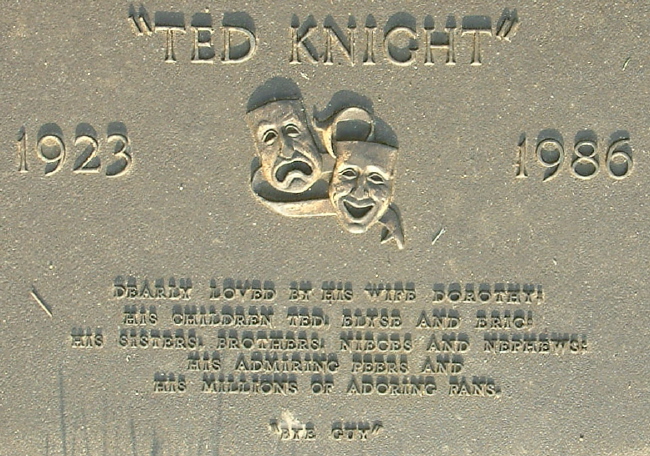 "TED KNIGHT"
1923 1986
DEARLY LOVED BY HIS WIFE DOROTHY,
HIS CHILDREN TED, ELYSE AND ERIC,
HIS SISTERS, BROTHERS, NIECES AND NEPHEWS,
HIS ADMIRING PEERS AND
HIS MILLIONS OF ADORING FANS.
"BYE GUY"